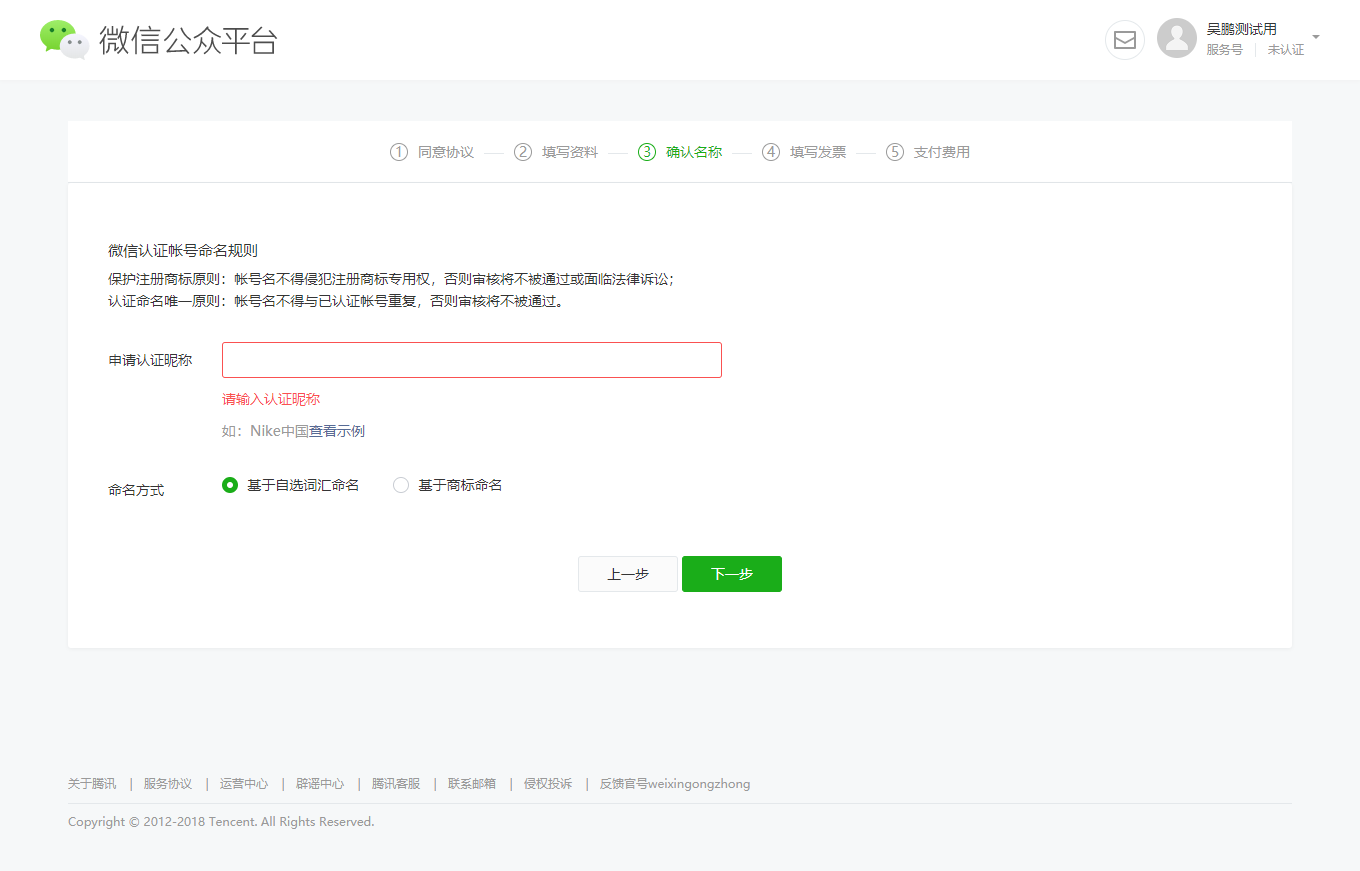 微信公众平台
吴鹏测试用
服务号 | 未认证
① 同意协议 ② 填写资料 ③ 确认名称 ④ 填写发票 ⑤ 支付费用
微信认证帐号命名规则
保护注册商标原则：帐号名不得侵犯注册商标专用权，否则审核将不被通过或面临法律诉讼；
认证命名唯一原则：帐号名不得与已认证帐号重复，否则审核将不被通过。
申请认证昵称
请输入认证昵称
如：Nike中国查看示例
命名方式 基于自选词汇命名 基于商标命名
上一步 下一步
关于腾讯 | 服务协议 | 运营中心 | 辟谣中心 | 腾讯客服 | 联系邮箱 | 侵权投诉 | 反馈官号weixingongzhong
Copyright © 2012-2018 Tencent. All Rights Reserved.